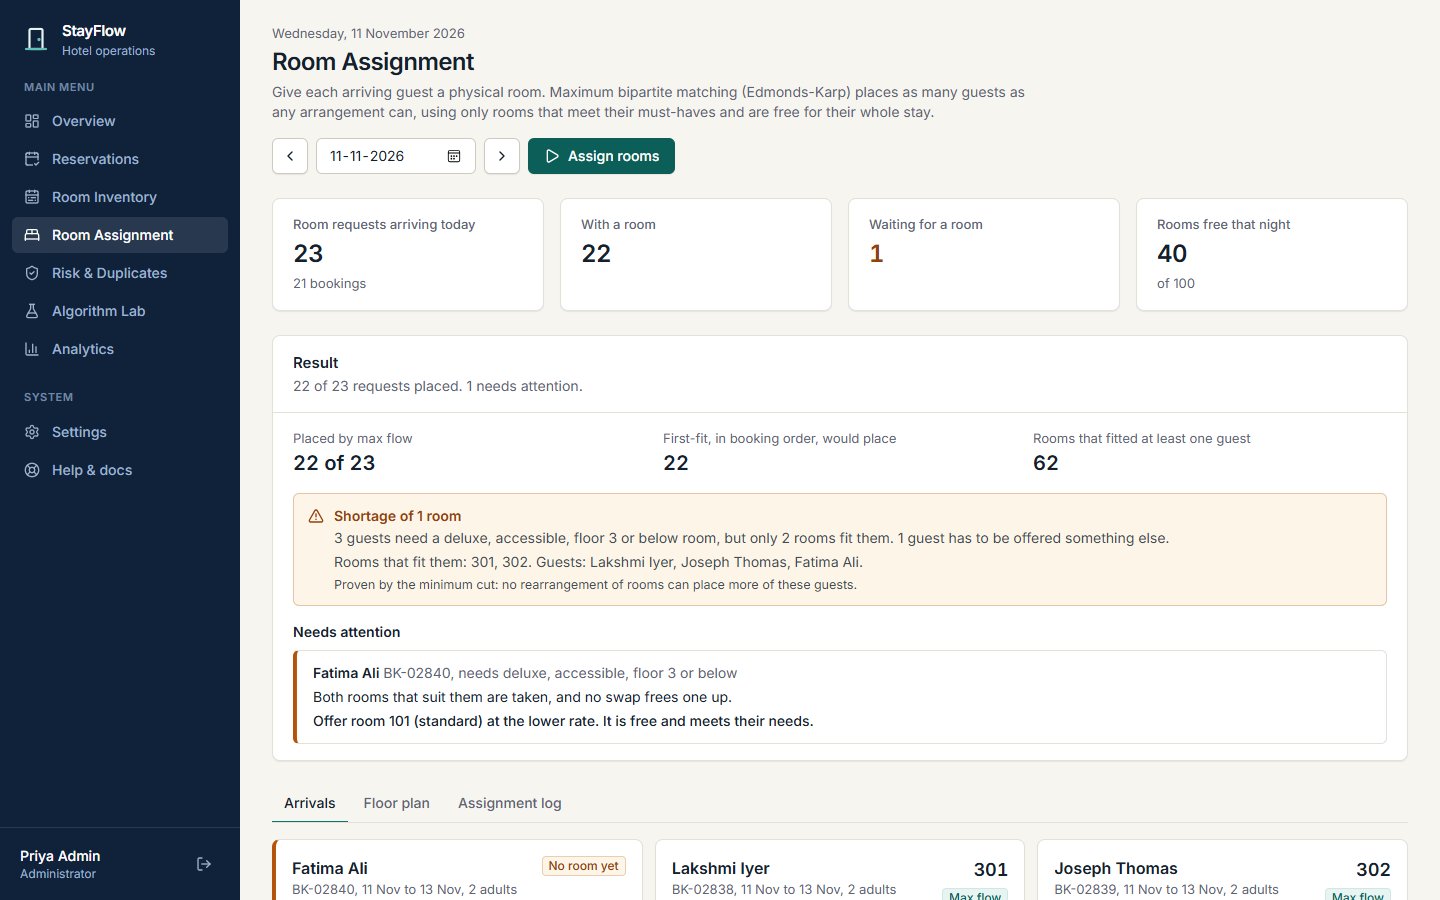 StayFlow
Hotel operations
MAIN MENU
Overview
Reservations
Room Inventory
Room Assignment
Risk & Duplicates
Algorithm Lab
Analytics
SYSTEM
Settings
Help & docs
Priya Admin
Administrator
Wednesday, 11 November 2026
Room Assignment
Give each arriving guest a physical room. Maximum bipartite matching (Edmonds-Karp) places as many guests as
any arrangement can, using only rooms that meet their must-haves and are free for their whole stay.
11-11-2026
Assign rooms
Room requests arriving today
23
21 bookings
With a room
22
Waiting for a room
1
Rooms free that night
40
of 100
Result
22 of 23 requests placed. 1 needs attention.
Placed by max flow
22 of 23
First-fit, in booking order, would place
22
Rooms that fitted at least one guest
62
Shortage of 1 room
3 guests need a deluxe, accessible, floor 3 or below room, but only 2 rooms fit them. 1 guest has to be offered something else.
Rooms that fit them: 301, 302. Guests: Lakshmi Iyer, Joseph Thomas, Fatima Ali.
Proven by the minimum cut: no rearrangement of rooms can place more of these guests.
Needs attention
Fatima Ali BK-02840, needs deluxe, accessible, floor 3 or below
Both rooms that suit them are taken, and no swap frees one up.
Offer room 101 (standard) at the lower rate. It is free and meets their needs.
Arrivals
Floor plan
Assignment log
Fatima Ali
No room yet
BK-02840, 11 Nov to 13 Nov, 2 adults
Lakshmi Iyer
301
BK-02838, 11 Nov to 13 Nov, 2 adults
Max flow
Joseph Thomas
302
BK-02839, 11 Nov to 13 Nov, 2 adults
Max flow